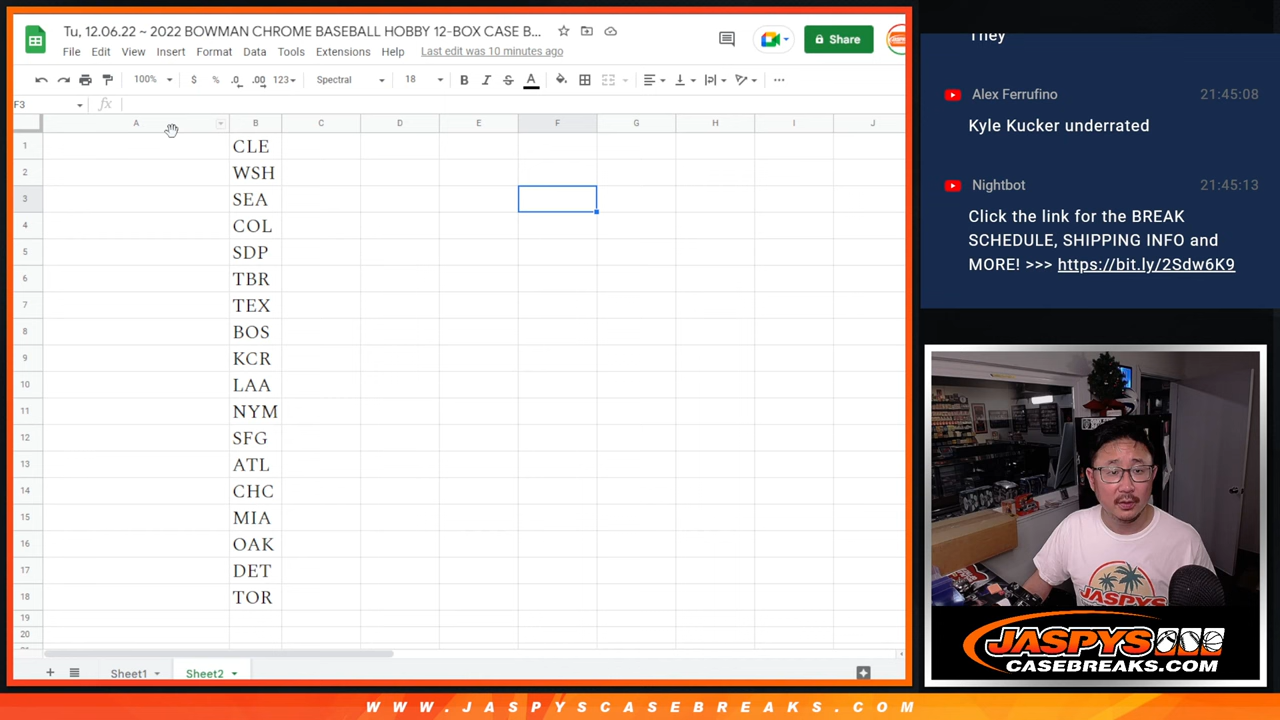 Tu, 12.06.22 ~ 2022 BOWMAN CHROME BASEBALL HOBBY 12-BOX CASE B...
File Edit View Insert Format Data Tools Extensions Help Last edit was 10 minutes ago
Share
100% $ % .0 .00 123 Spectral 18 B I S A
F3 fx
A B C D E F G H I J
1 CLE
2 WSH
3 SEA
4 COL
5 SDP
6 TBR
7 TEX
8 BOS
9 KCR
10 LAA
11 NYM
12 SFG
13 ATL
14 CHC
15 MIA
16 OAK
17 DET
18 TOR
19
20
+ Sheet1 Sheet2
They
Alex Ferrufino 21:45:08
Kyle Kucker underrated
Nightbot 21:45:13
Click the link for the BREAK
SCHEDULE, SHIPPING INFO and
MORE! >>> https://bit.ly/2Sdw6K9
JASPYS
JASPYS
CASEBREAKS.COM
WWW.JASPYSCASEBREAKS.COM